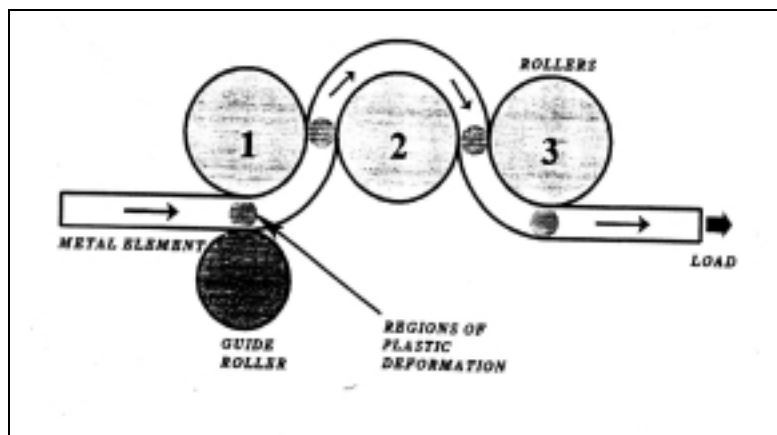 ROLLERS
1
2
3
METAL ELEMENT
LOAD
GUIDE
ROLLER
REGIONS OF
PLASTIC
DEFORMATION